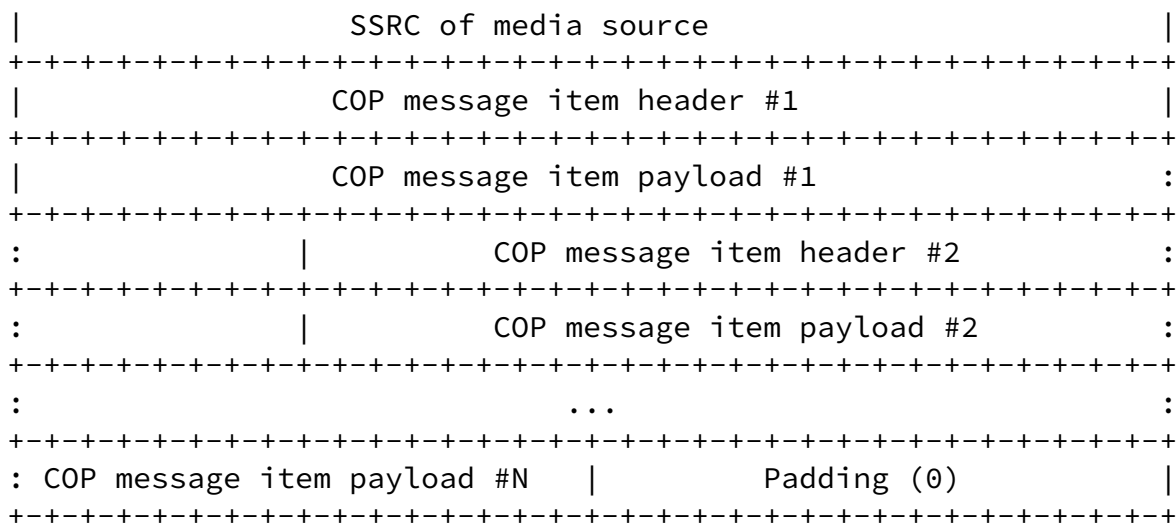 |                   SSRC of media source                        |
+-+-+-+-+-+-+-+-+-+-+-+-+-+-+-+-+-+-+-+-+-+-+-+-+-+-+-+-+-+-+-+-+
|                  COP message item header #1                   |
+-+-+-+-+-+-+-+-+-+-+-+-+-+-+-+-+-+-+-+-+-+-+-+-+-+-+-+-+-+-+-+-+
|                  COP message item payload #1                  :
+-+-+-+-+-+-+-+-+-+-+-+-+-+-+-+-+-+-+-+-+-+-+-+-+-+-+-+-+-+-+-+-+
:               |          COP message item header #2           :
+-+-+-+-+-+-+-+-+-+-+-+-+-+-+-+-+-+-+-+-+-+-+-+-+-+-+-+-+-+-+-+-+
:               |          COP message item payload #2          :
+-+-+-+-+-+-+-+-+-+-+-+-+-+-+-+-+-+-+-+-+-+-+-+-+-+-+-+-+-+-+-+-+
:                              ...                              :
+-+-+-+-+-+-+-+-+-+-+-+-+-+-+-+-+-+-+-+-+-+-+-+-+-+-+-+-+-+-+-+-+
: COP message item payload #N   |         Padding (0)           |
+-+-+-+-+-+-+-+-+-+-+-+-+-+-+-+-+-+-+-+-+-+-+-+-+-+-+-+-+-+-+-+-+